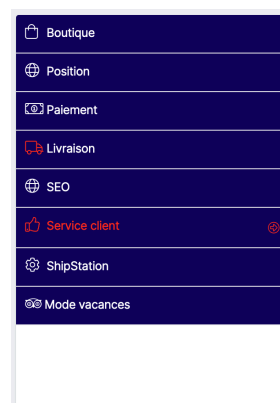 Boutique
Position
Paiement
Livraison
SEO
Service client
ShipStation
Mode vacances